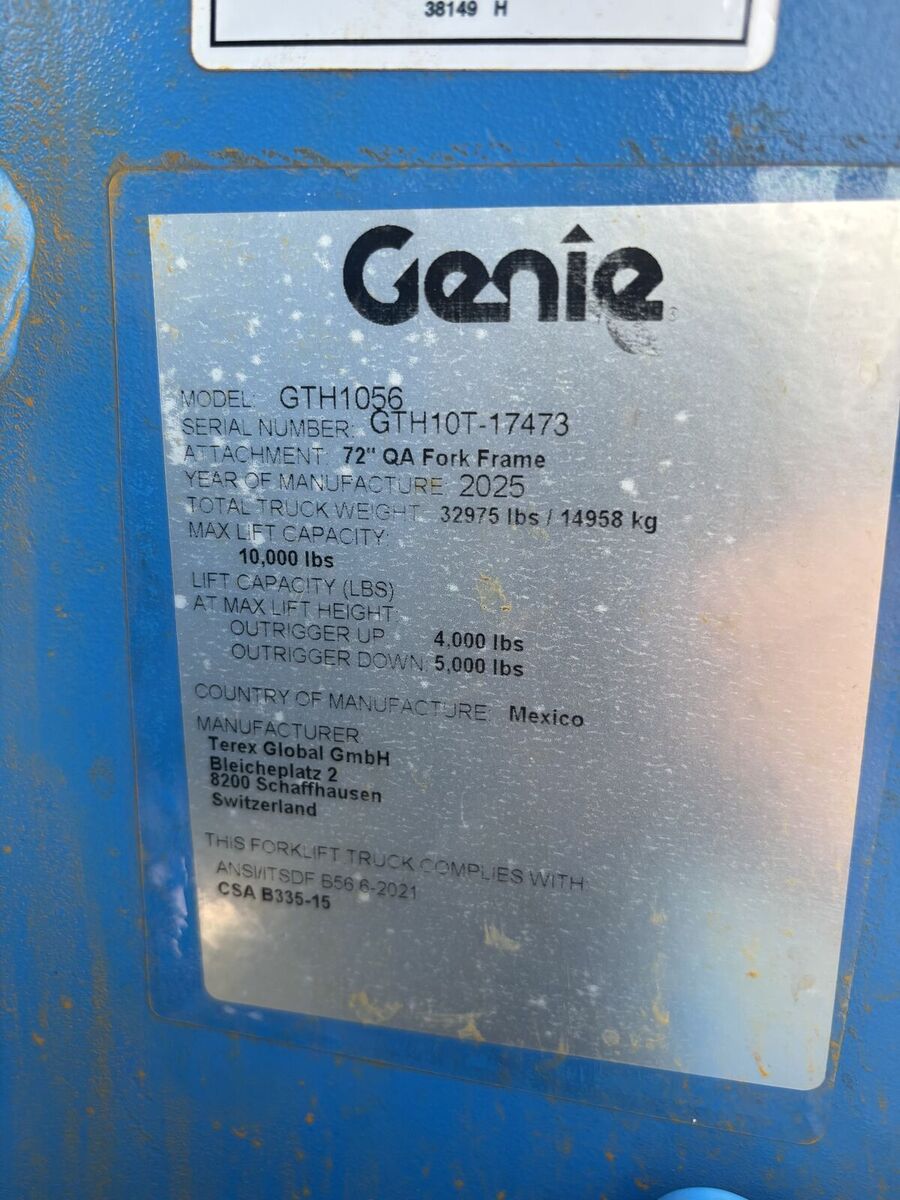 38149 H
Genie
MODEL: GTH1056
SERIAL NUMBER: GTH10T-17473
ATTACHMENT: 72" QA Fork Frame
YEAR OF MANUFACTURE: 2025
TOTAL TRUCK WEIGHT: 32975 lbs / 14958 kg
MAX LIFT CAPACITY:
10,000 lbs
LIFT CAPACITY (LBS)
AT MAX LIFT HEIGHT:
OUTRIGGER UP 4,000 lbs
OUTRIGGER DOWN: 5,000 lbs
COUNTRY OF MANUFACTURE: Mexico
MANUFACTURER:
Terex Global GmbH
Bleicheplatz 2
8200 Schaffhausen
Switzerland
THIS FORKLIFT TRUCK COMPLIES WITH:
ANSI/ITSDF B56.6-2021
CSA B335-15